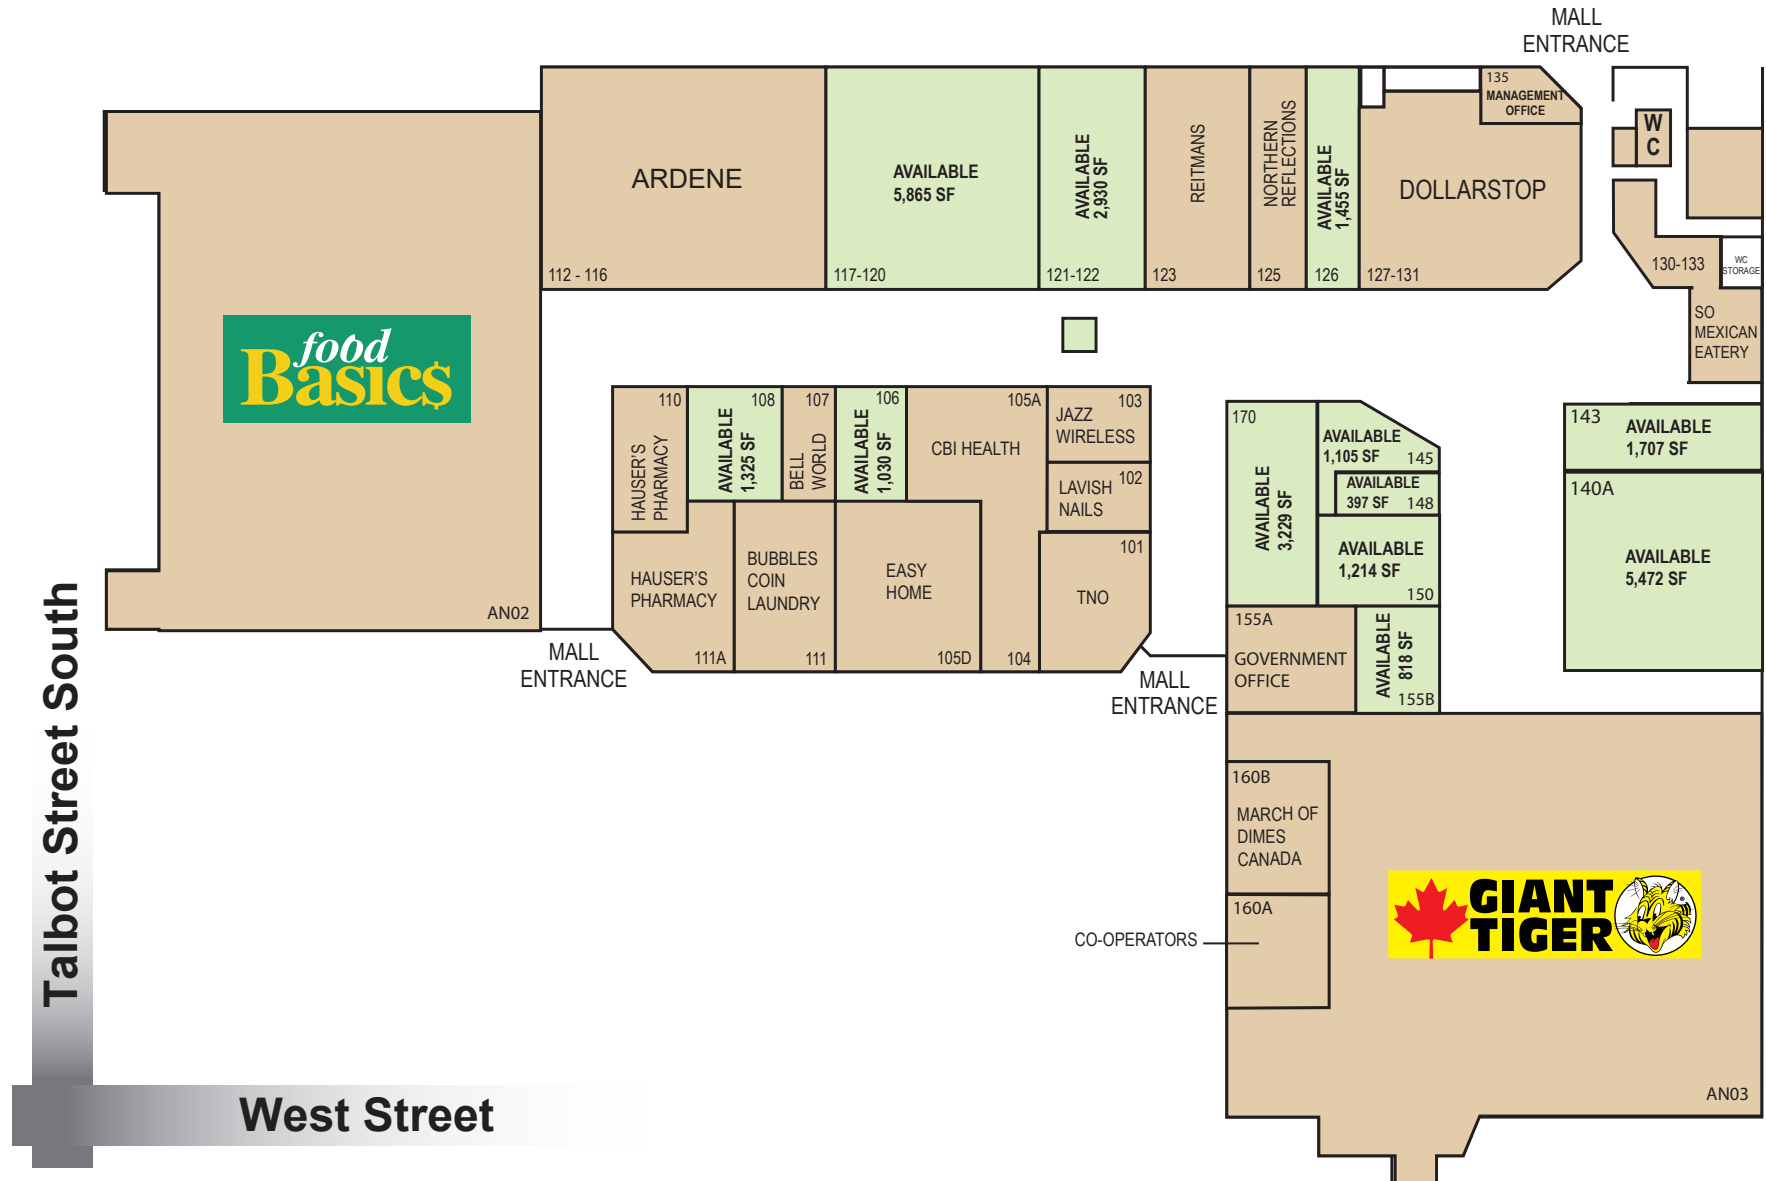 MALL
ENTRANCE
135
MANAGEMENT
OFFICE
W
C
ARDENE
112 - 116
AVAILABLE
5,865 SF
117-120
AVAILABLE
2,930 SF
121-122
REITMANS
123
NORTHERN
REFLECTIONS
125
AVAILABLE
1,455 SF
126
DOLLARSTOP
127-131
130-133
WC
STORAGE
SO
MEXICAN
EATERY
food
Basics
AN02
110
HAUSER'S
PHARMACY
108
AVAILABLE
1,325 SF
107
BELL
WORLD
106
AVAILABLE
1,030 SF
105A
CBI HEALTH
103
JAZZ
WIRELESS
102
LAVISH
NAILS
101
TNO
HAUSER'S
PHARMACY
111A
BUBBLES
COIN
LAUNDRY
111
EASY
HOME
105D
104
MALL
ENTRANCE
MALL
ENTRANCE
170
AVAILABLE
3,229 SF
AVAILABLE
1,105 SF
145
AVAILABLE
397 SF
148
AVAILABLE
1,214 SF
150
155A
GOVERNMENT
OFFICE
AVAILABLE
818 SF
155B
143
AVAILABLE
1,707 SF
140A
AVAILABLE
5,472 SF
160B
MARCH OF
DIMES
CANADA
160A
CO-OPERATORS
GIANT
TIGER
AN03
Talbot Street South
West Street